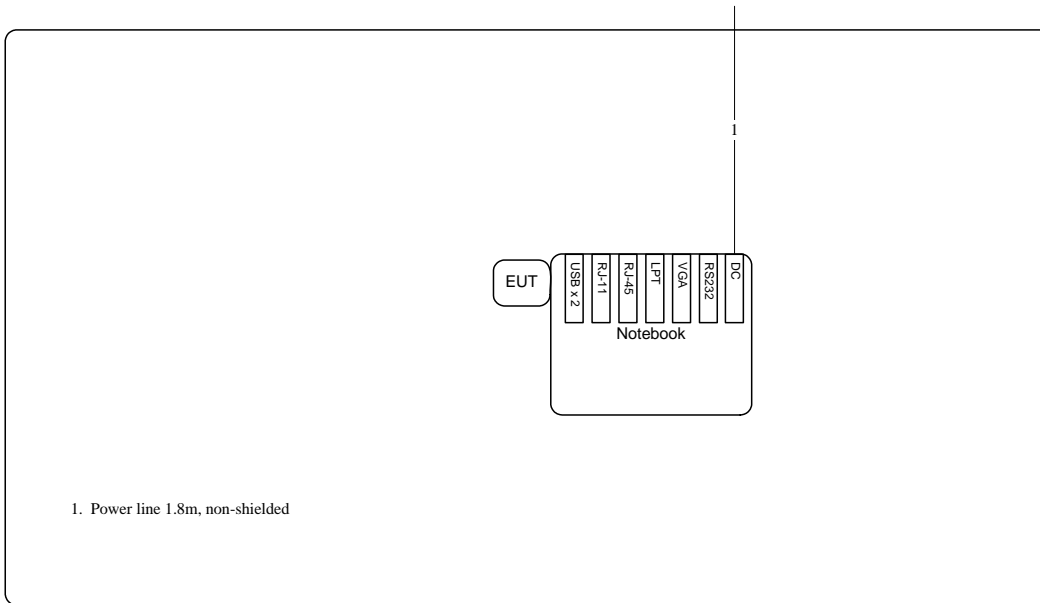 1
EUT
USB x 2
RJ-11
RJ-45
LPT
VGA
RS232
DC
Notebook
1. Power line 1.8m, non-shielded